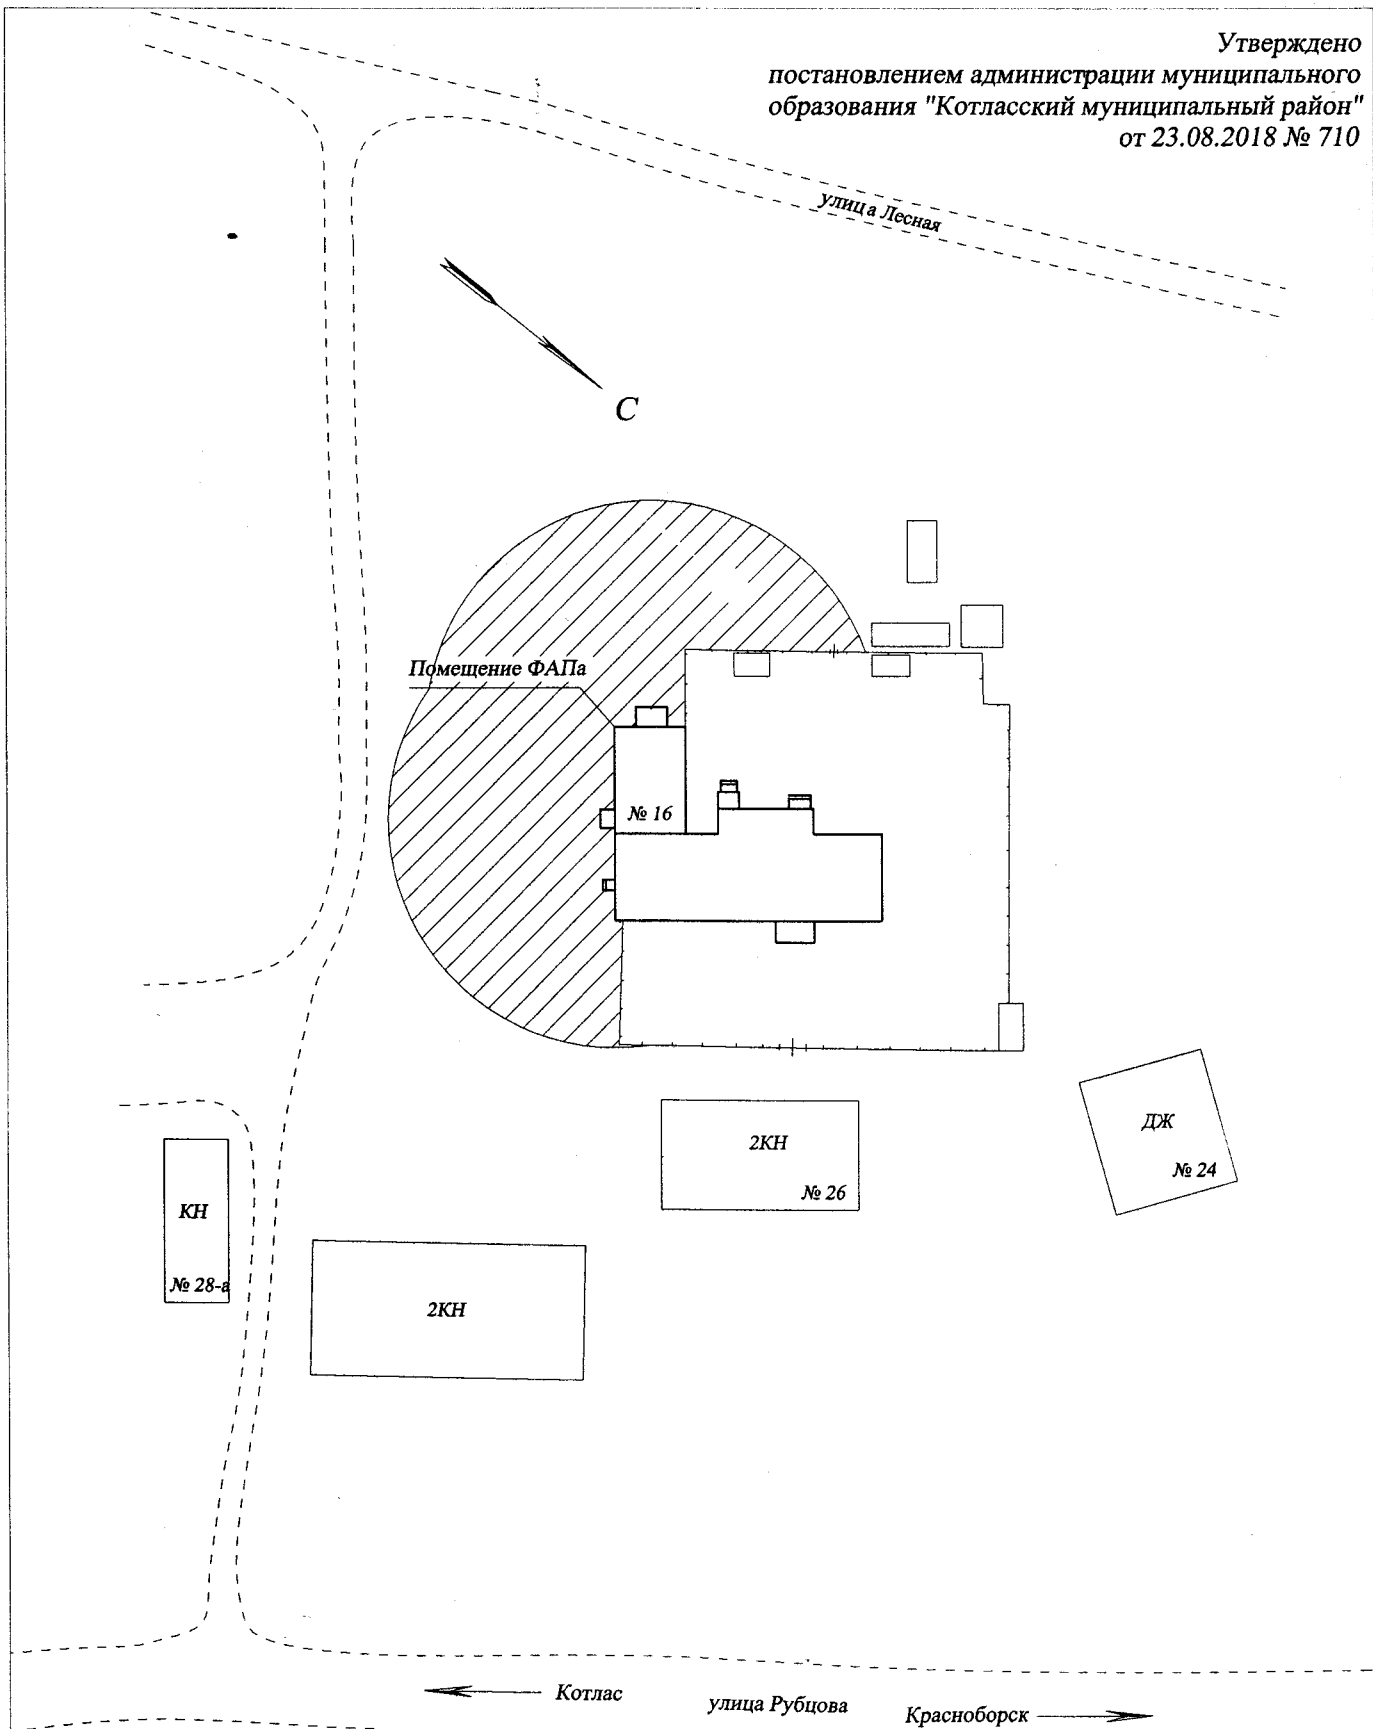 Утверждено
постановлением администрации муниципального
образования "Котласский муниципальный район"
от 23.08.2018 № 710
улица Лесная
С
Помещение ФАПа
№ 16
2КН
№ 26
ДЖ
№ 24
КН
№ 28-а
2КН
Котлас
улица Рубцова
Красноборск